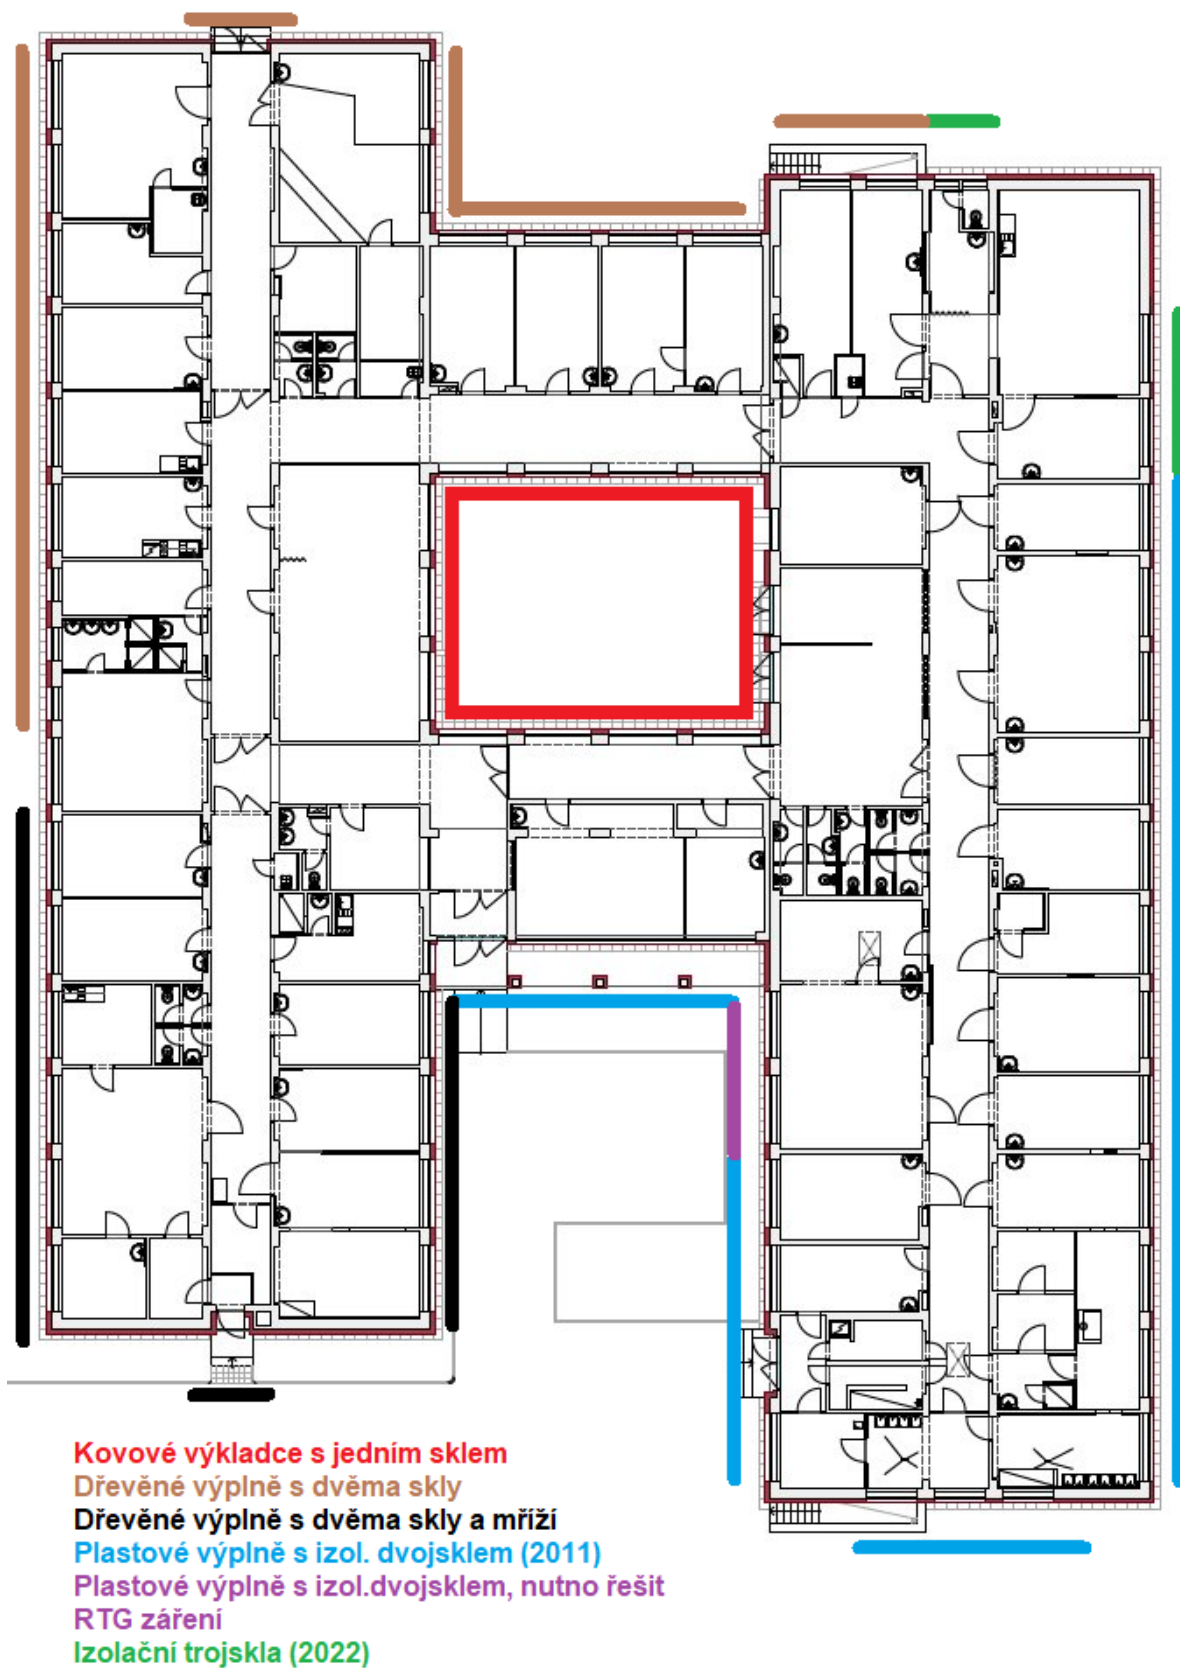 Kovové výkladce s jedním sklem
Dřevěné výplně s dvěma skly
Dřevěné výplně s dvěma skly a mříží
Plastové výplně s izol. dvojsklem (2011)
Plastové výplně s izol.dvojsklem, nutno řešit
RTG záření
Izolační trojskla (2022)